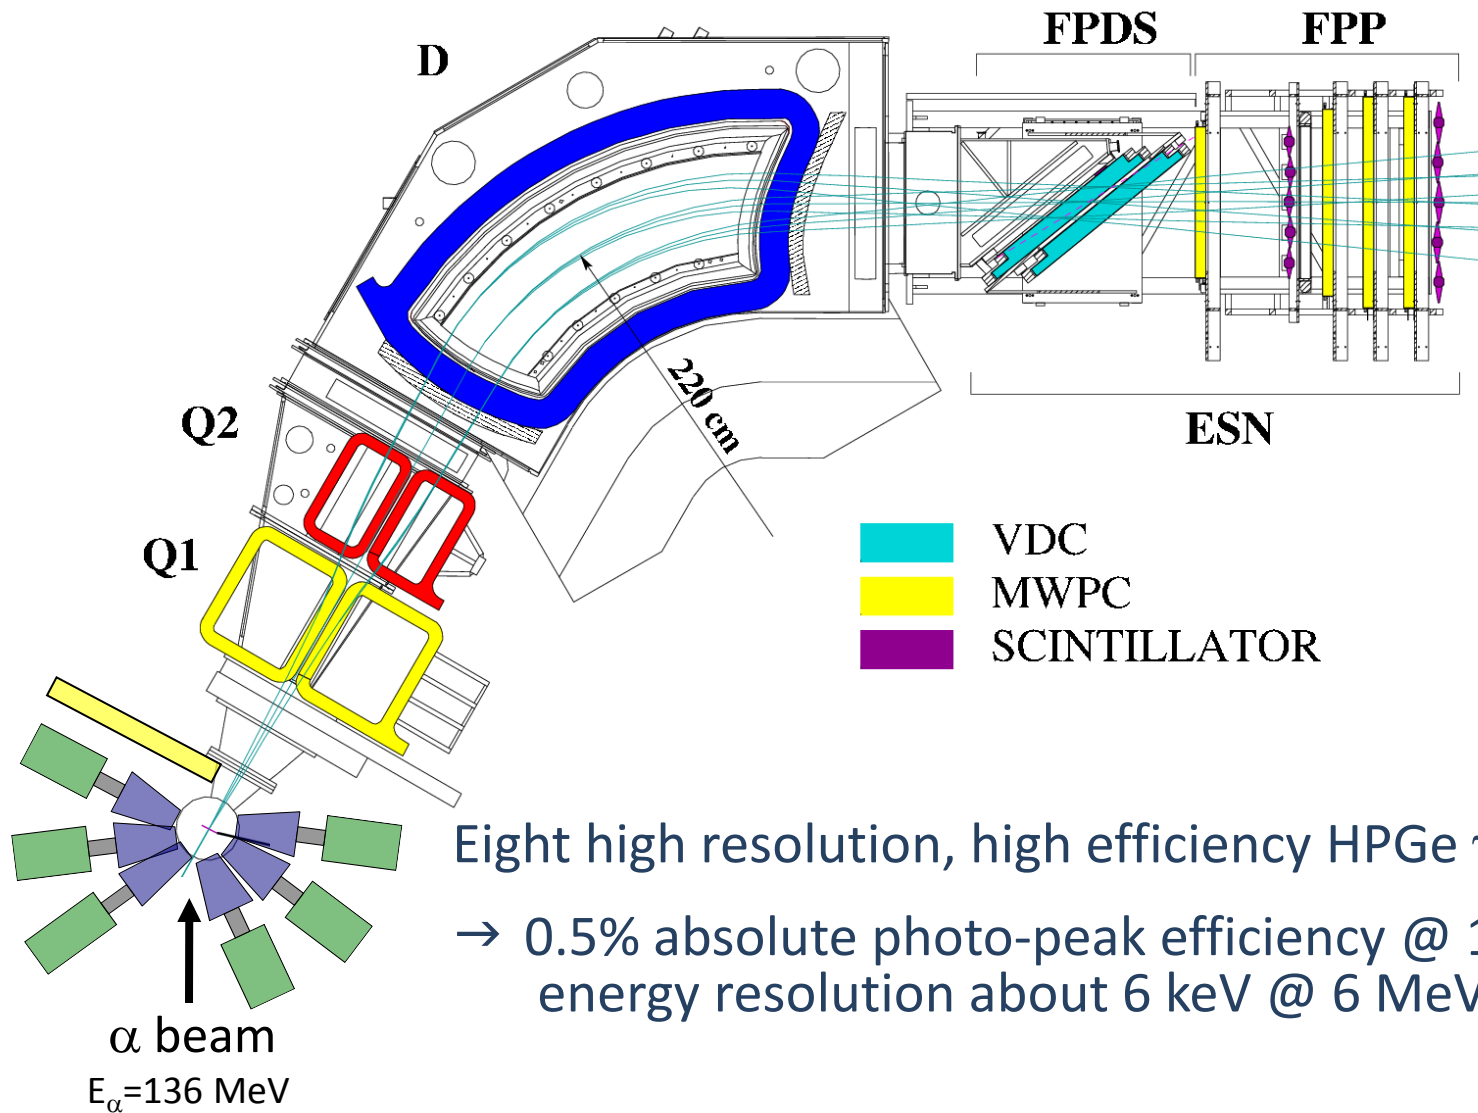 D
FPDS
FPP
220 cm
Q2
ESN
Q1
VDC
MWPC
SCINTILLATOR
Eight high resolution, high efficiency HPGe
→ 0.5% absolute photo-peak efficiency @
energy resolution about 6 keV @ 6 MeV
α beam
Eα=136 MeV